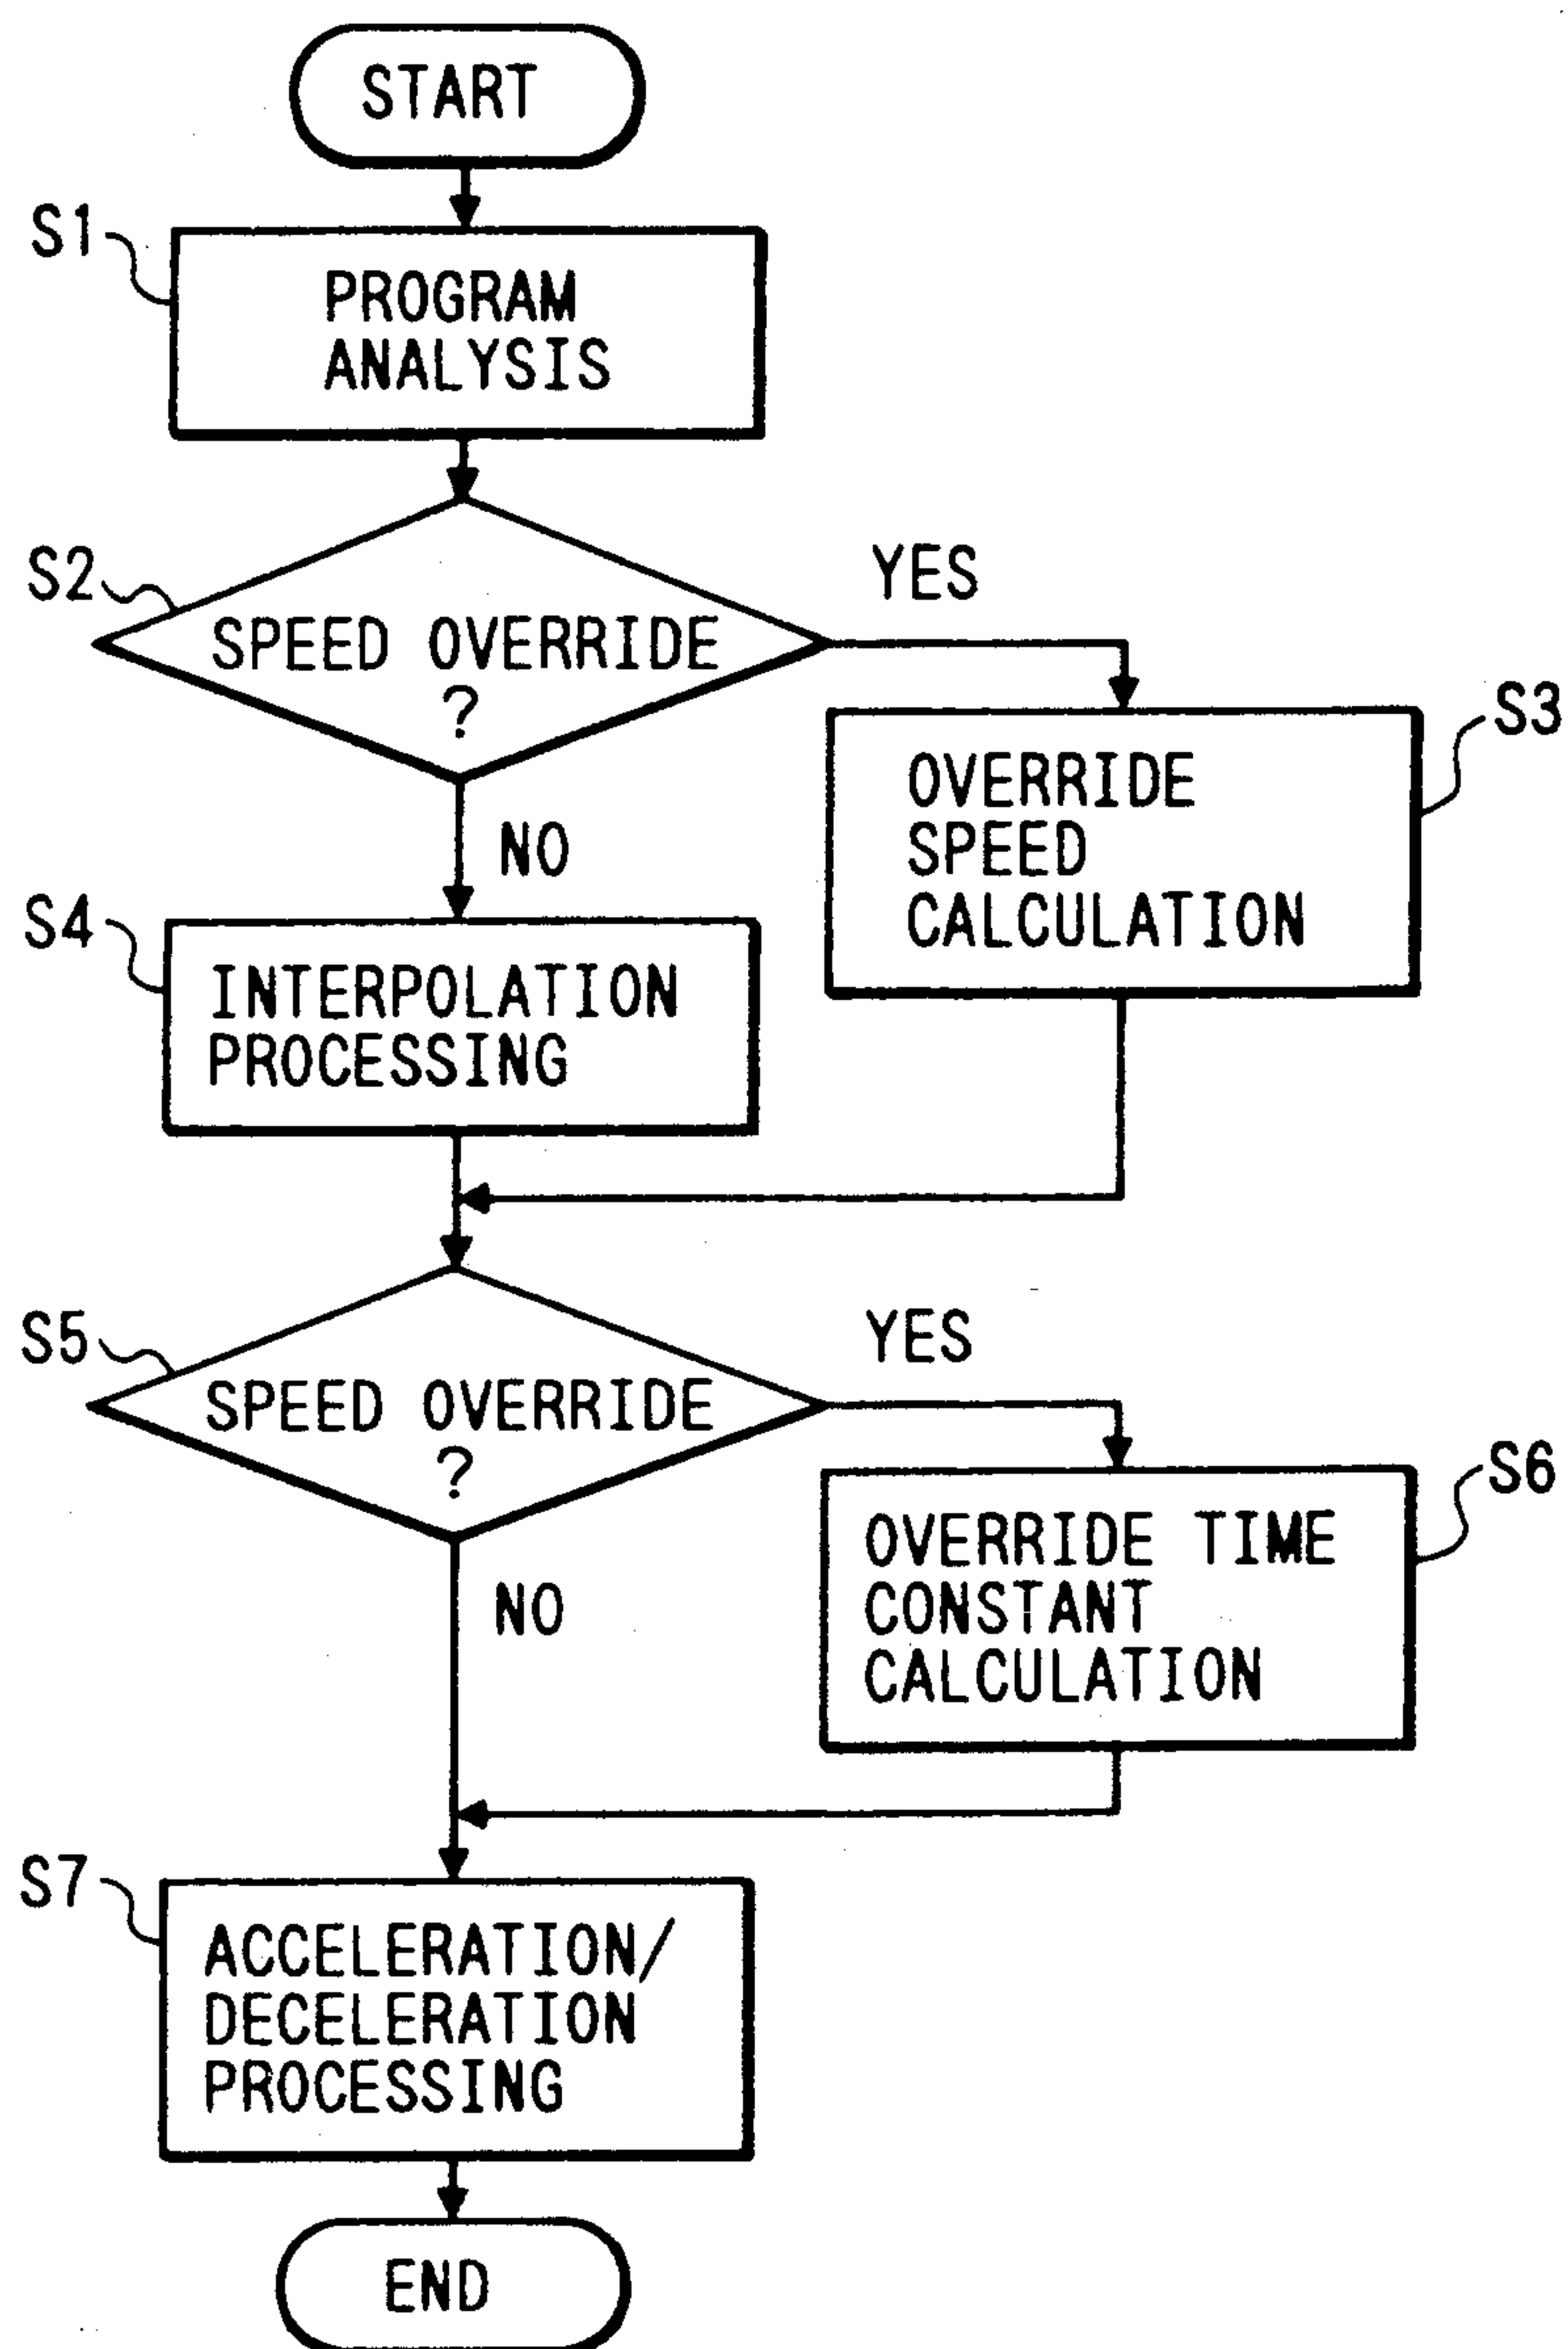 START
S1
PROGRAM
ANALYSIS
S2
SPEED OVERRIDE
?
YES
NO
S3
OVERRIDE
SPEED
CALCULATION
S4
INTERPOLATION
PROCESSING
S5
SPEED OVERRIDE
?
YES
NO
S6
OVERRIDE TIME
CONSTANT
CALCULATION
S7
ACCELERATION/
DECELERATION
PROCESSING
END